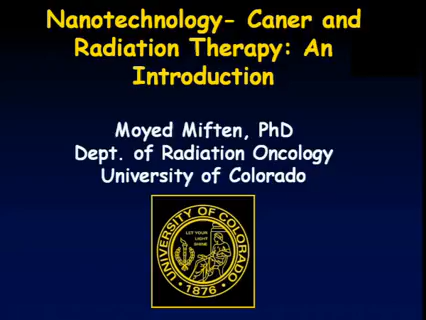 Nanotechnology- Caner and
Radiation Therapy: An
Introduction
Moyed Miften, PhD
Dept. of Radiation Oncology
University of Colorado
UNIVERSITY OF COLORADO
LET YOUR
LIGHT
SHINE
• 1876 •